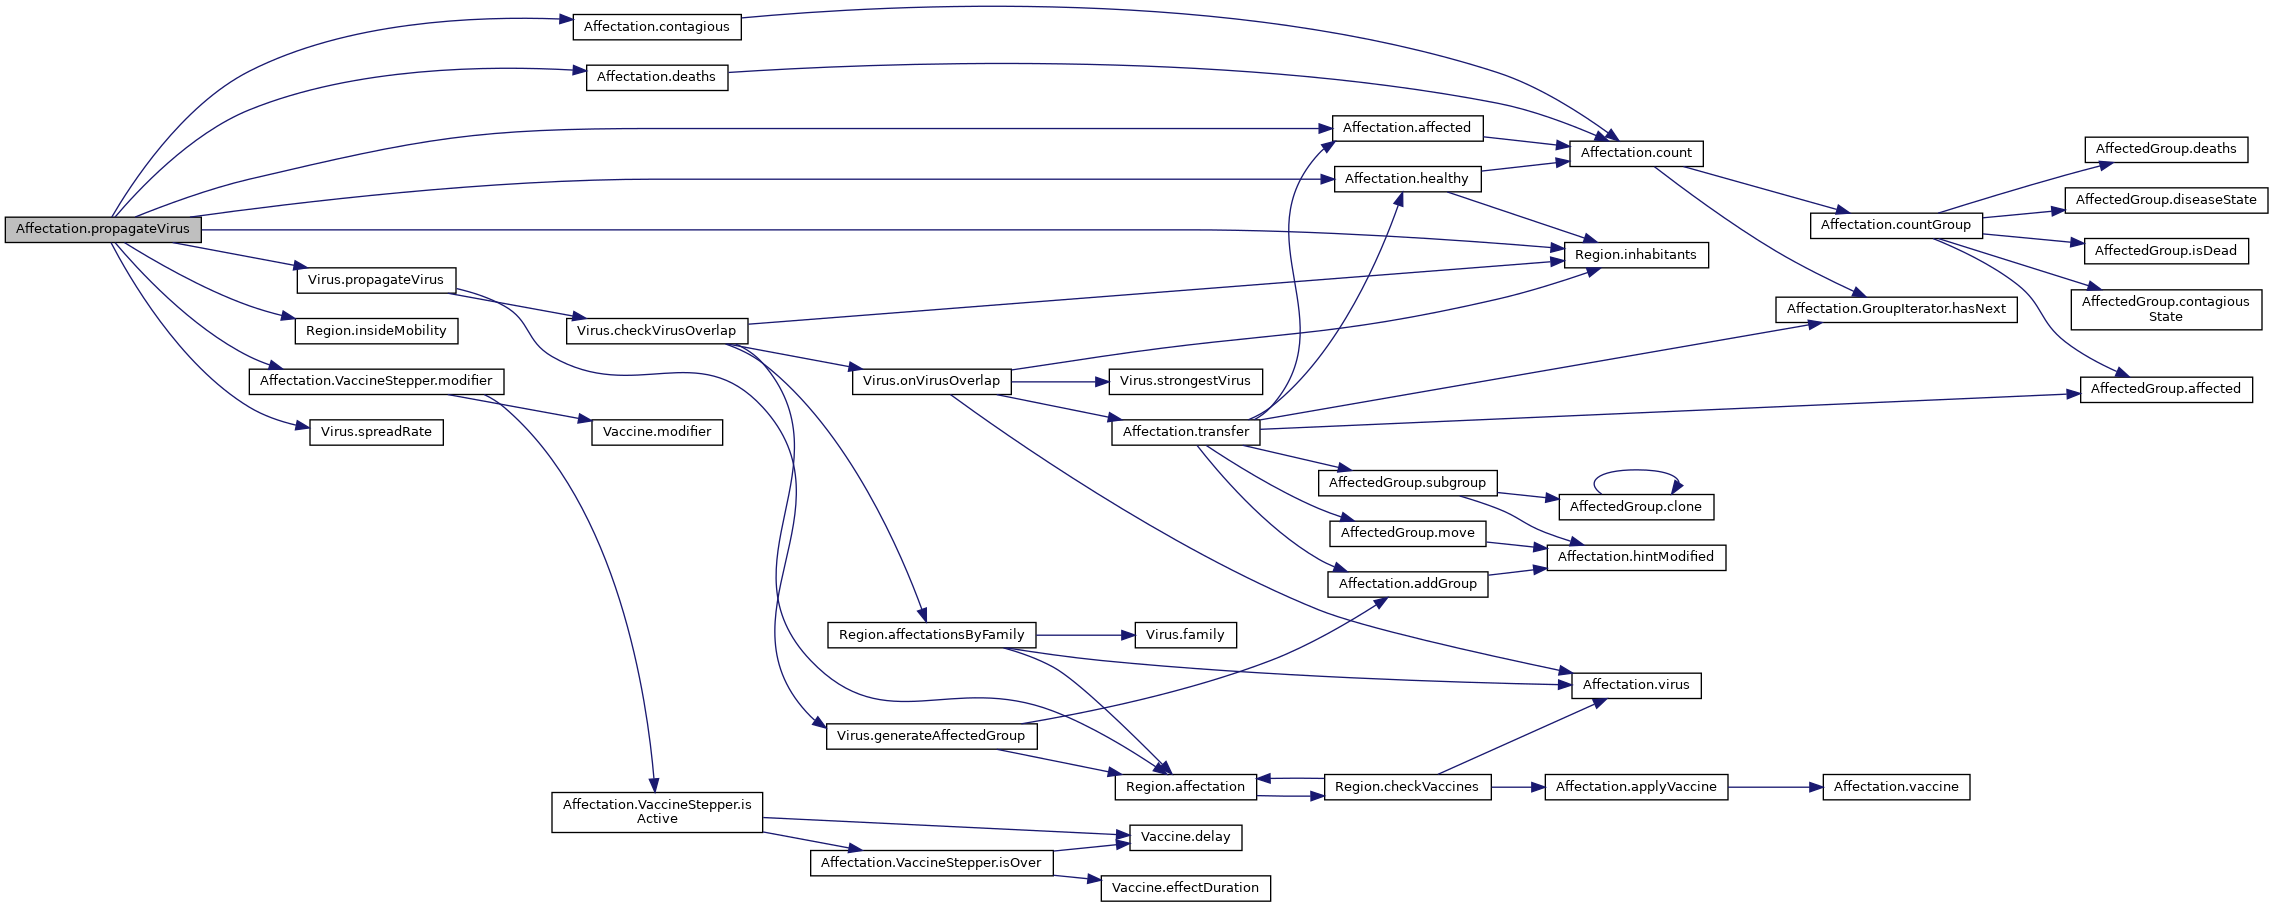 Affectation.contagious
Affectation.deaths
Affectation.affected
Affectation.count
Affectation.healthy
Affectation.propagateVirus
Region.inhabitants
Affectation.countGroup
AffectedGroup.deaths
AffectedGroup.diseaseState
AffectedGroup.isDead
AffectedGroup.contagious
State
Affectation.GroupIterator.hasNext
AffectedGroup.affected
Virus.propagateVirus
Region.insideMobility
Virus.checkVirusOverlap
Affectation.VaccineStepper.modifier
Virus.onVirusOverlap
Virus.strongestVirus
Virus.spreadRate
Vaccine.modifier
Affectation.transfer
AffectedGroup.subgroup
AffectedGroup.clone
AffectedGroup.move
Affectation.hintModified
Affectation.addGroup
Region.affectationsByFamily
Virus.family
Affectation.virus
Virus.generateAffectedGroup
Region.affectation
Region.checkVaccines
Affectation.applyVaccine
Affectation.vaccine
Affectation.VaccineStepper.is
Active
Vaccine.delay
Affectation.VaccineStepper.isOver
Vaccine.effectDuration